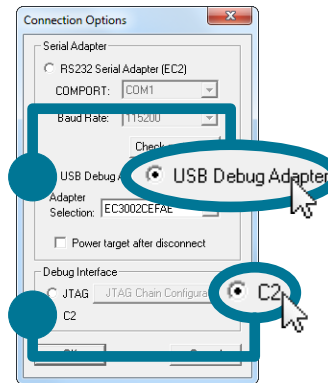 Connection Options
Serial Adapter
RS232 Serial Adapter (EC2)
COMPORT: COM1
Baud Rate: 115200
Check
USB Debug Adapter
USB Debug
Adapter
Selection: EC3002CEFAE
Power target after disconnect
Debug Interface
JTAG JTAG Chain Configura
C2
C2